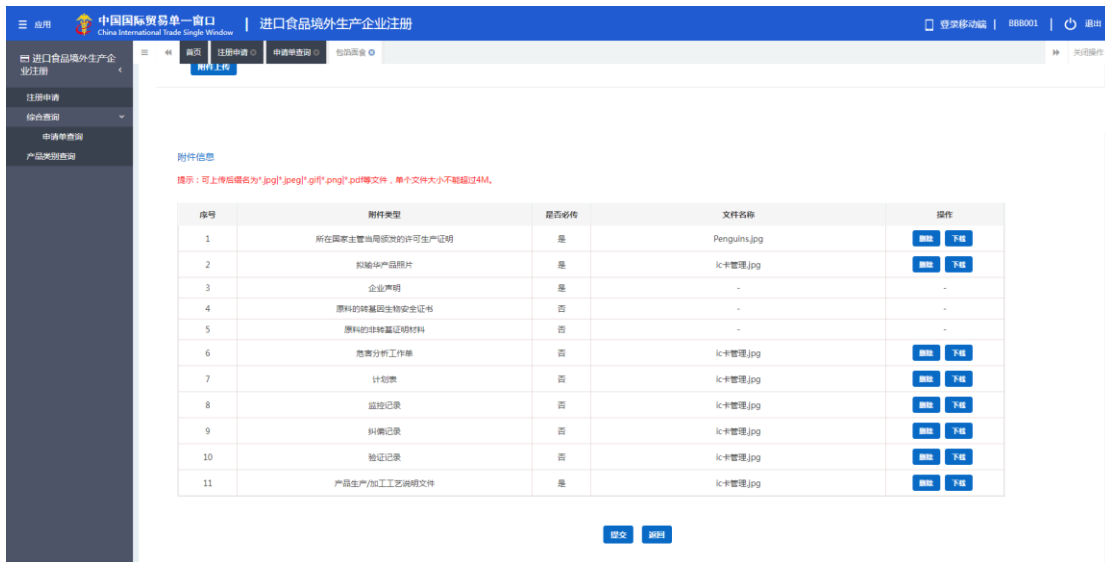 应用 中国国际贸易单一窗口 | 进口食品境外生产企业注册 登录移动端 | BBB001 | 退出
China International Trade Single Window
进口食品境外生产企业注册
首页 注册申请 申请单查询 包馅面食 关闭操作
附件上传
注册申请
综合查询
申请单查询
产品类别查询
附件信息
提示：可上传后缀名为*.jpg|*.jpeg|*.gif|*.png|*.pdf等文件，单个文件大小不能超过4M。
序号 附件类型 是否必传 文件名称 操作
1 所在国家主管当局颁发的许可生产证明 是 Penguins.jpg 删除 下载
2 拟输华产品照片 是 ic卡管理.jpg 删除 下载
3 企业声明 是 - -
4 原料的转基因生物安全证书 否 - -
5 原料的非转基证明材料 否 - -
6 危害分析工作单 否 ic卡管理.jpg 删除 下载
7 计划表 否 ic卡管理.jpg 删除 下载
8 监控记录 否 ic卡管理.jpg 删除 下载
9 纠偏记录 否 ic卡管理.jpg 删除 下载
10 验证记录 否 ic卡管理.jpg 删除 下载
11 产品生产/加工工艺说明文件 是 ic卡管理.jpg 删除 下载
提交 返回